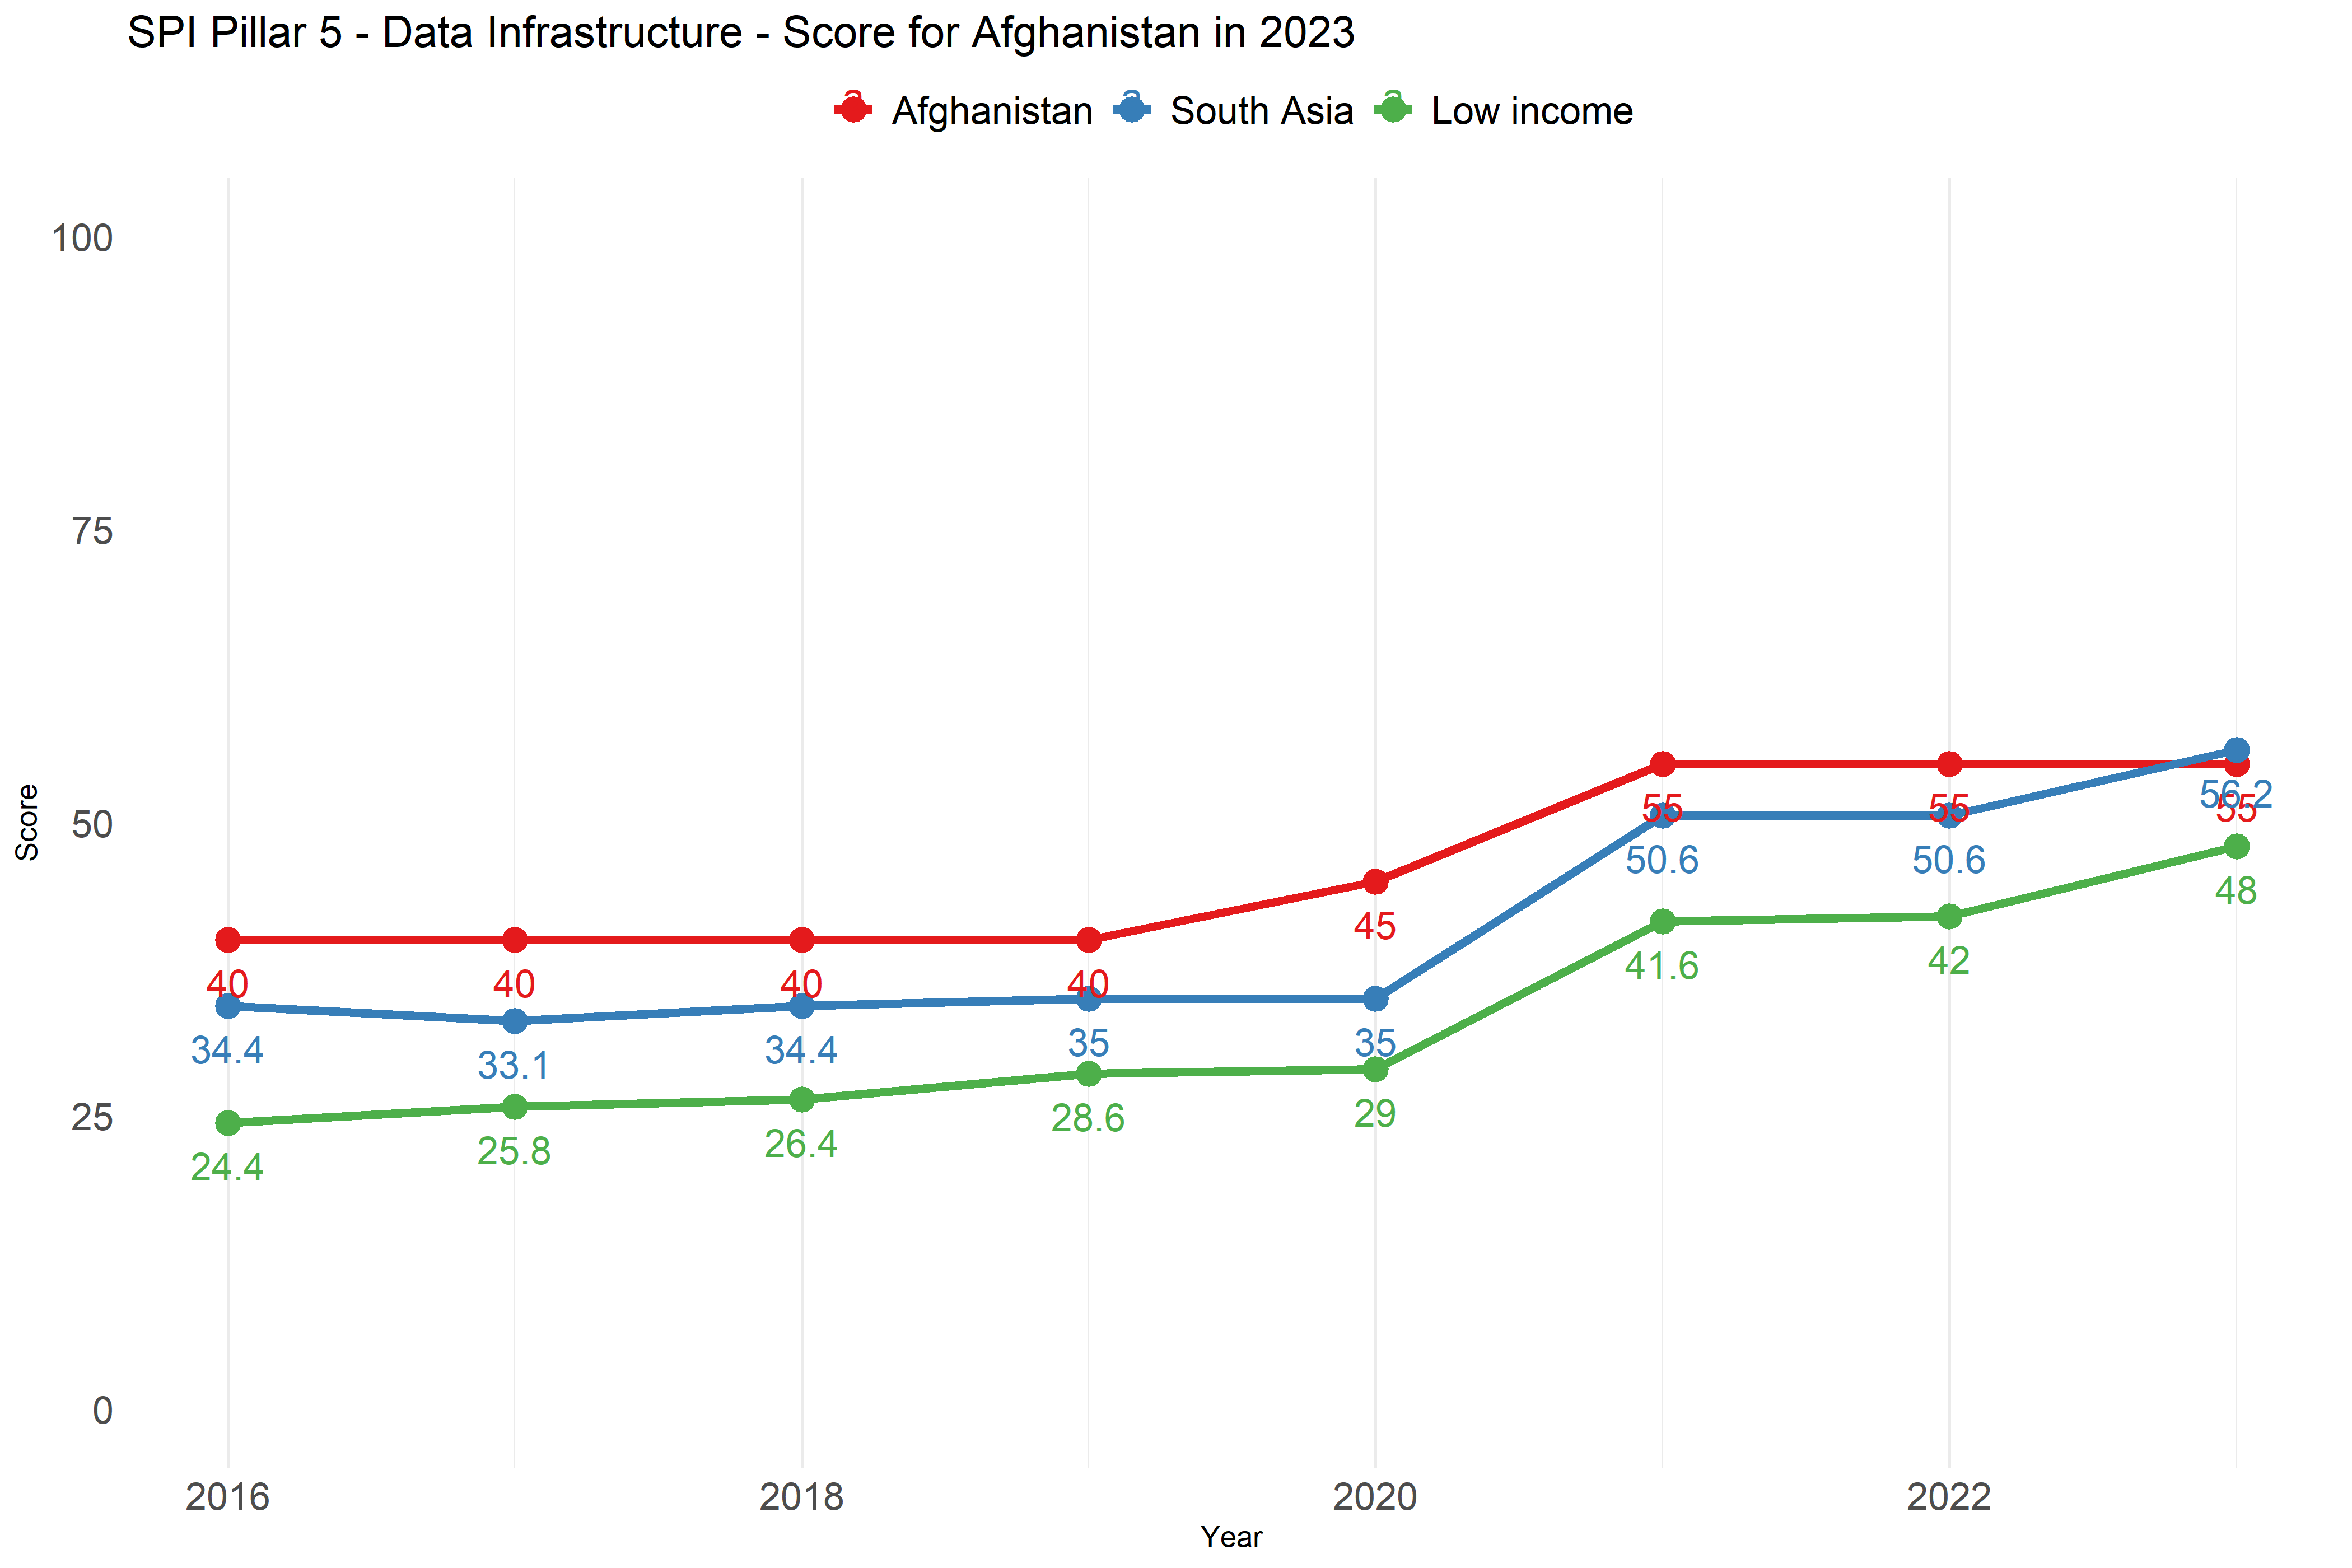 SPI Pillar 5 - Data Infrastructure - Score for Afghanistan in 2023
Afghanistan South Asia Low income
100
75
50
25
0
Score
40 40 40 40 45 55 55 55
34.4 33.1 34.4 35 35 50.6 50.6 56.2
24.4 25.8 26.4 28.6 29 41.6 42 48
2016 2018 2020 2022
Year